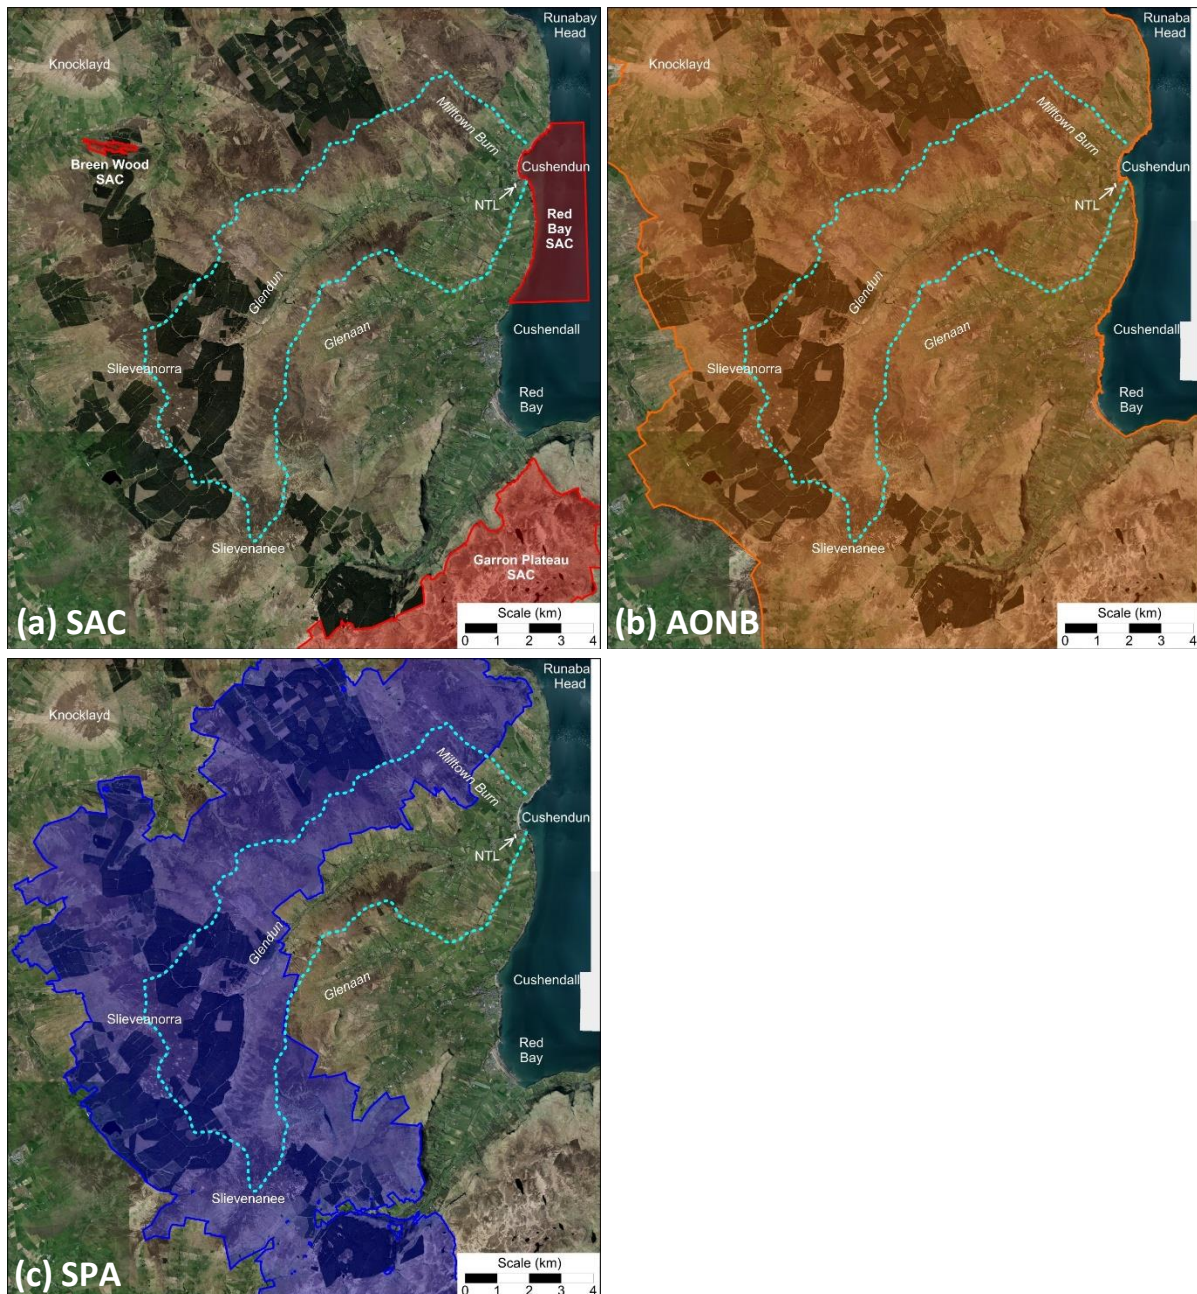 Runabay
Head
Knocklayd
Milltown Burn
Breen Wood
SAC
Cushendun
NTL
Red
Bay
SAC
Glendun
Glenaan
Cushendall
Slieveanorra
Red
Bay
Slievenanee
Garron Plateau
SAC
(a) SAC
Scale (km)
0 1 2 3 4
Runaba
Head
Knocklayd
Milltown Burn
Cushendun
NTL
Glendun
Glenaan
Cushendall
Slieveanorra
Red
Bay
Slievenanee
(b) AONB
Scale (km)
0 1 2 3 4
Runaba
Head
Knocklayd
Milltown Burn
Cushendun
NTL
Glendun
Glenaan
Cushendall
Slieveanorra
Red
Bay
Slievenanee
(c) SPA
Scale (km)
0 1 2 3 4